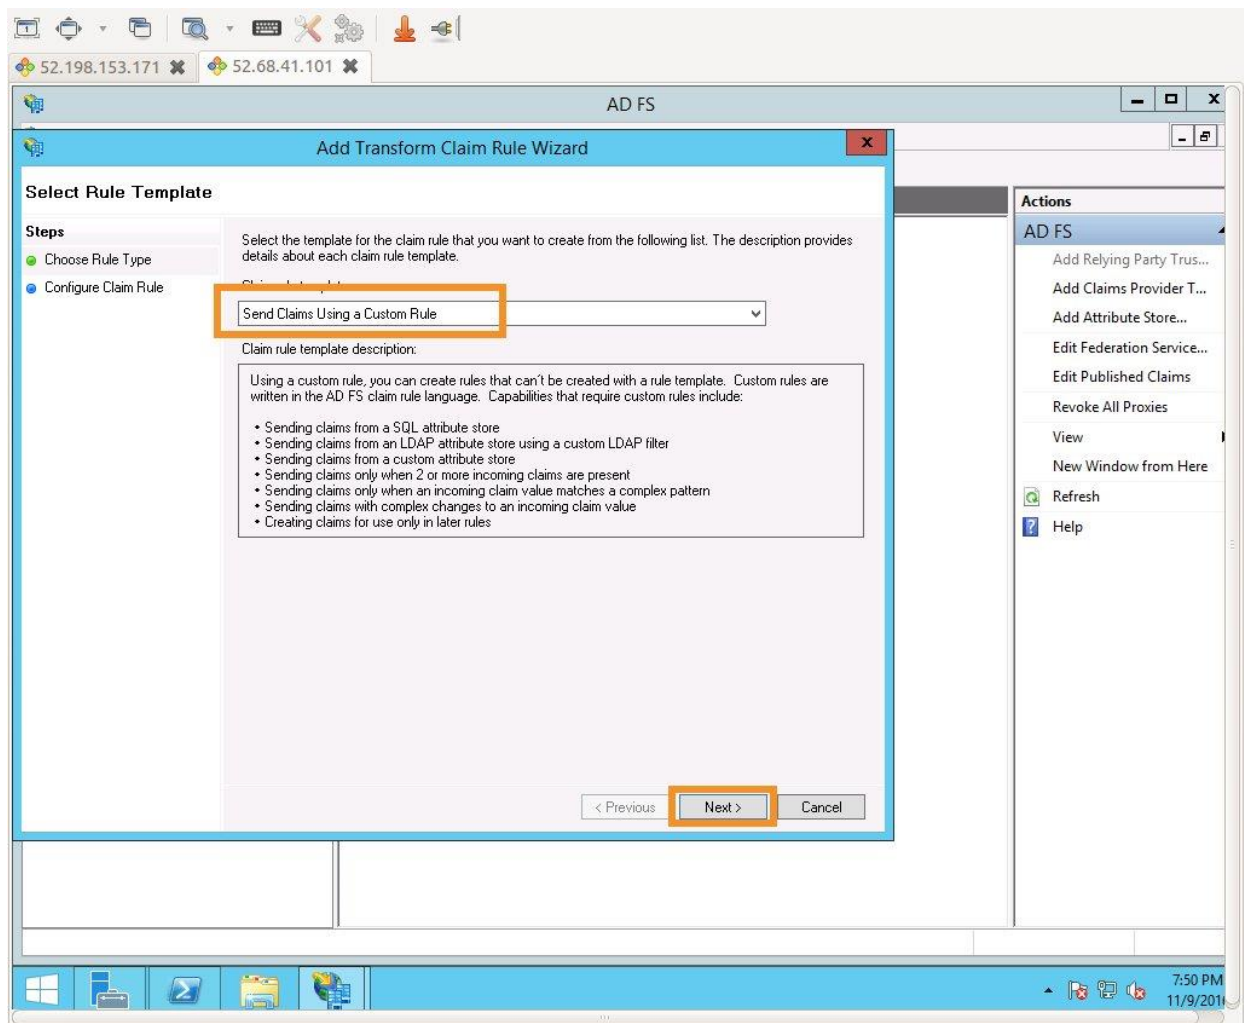 52.198.153.171
52.68.41.101
AD FS
Add Transform Claim Rule Wizard
x
Select Rule Template
Steps
Choose Rule Type
Configure Claim Rule
Select the template for the claim rule that you want to create from the following list. The description provides
details about each claim rule template.
Send Claims Using a Custom Rule
Claim rule template description:
Using a custom rule, you can create rules that can't be created with a rule template. Custom rules are
written in the AD FS claim rule language. Capabilities that require custom rules include:
• Sending claims from a SQL attribute store
• Sending claims from an LDAP attribute store using a custom LDAP filter
• Sending claims from a custom attribute store
• Sending claims only when 2 or more incoming claims are present
• Sending claims only when an incoming claim value matches a complex pattern
• Sending claims with complex changes to an incoming claim value
• Creating claims for use only in later rules
< Previous
Next >
Cancel
Actions
AD FS
Add Relying Party Trus...
Add Claims Provider T...
Add Attribute Store...
Edit Federation Service...
Edit Published Claims
Revoke All Proxies
View
New Window from Here
Refresh
Help
7:50 PM
11/9/201